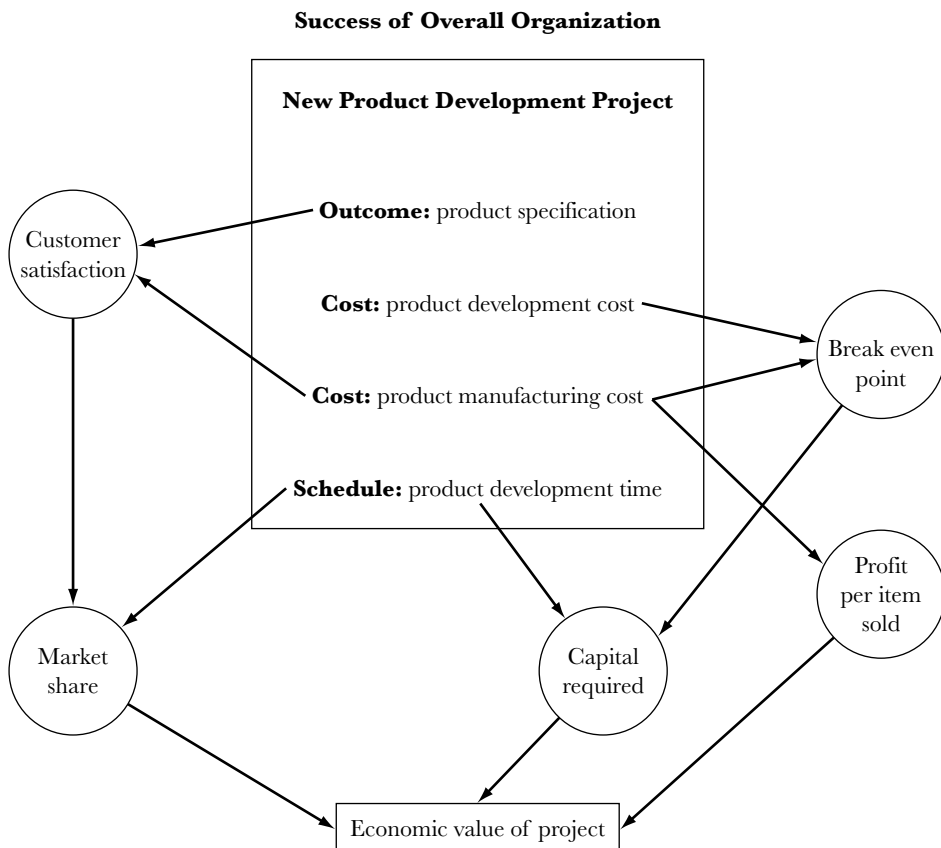 Success of Overall Organization
New Product Development Project
Outcome: product specification
Customer
satisfaction
Cost: product development cost
Break even
point
Cost: product manufacturing cost
Schedule: product development time
Profit
per item
sold
Market
share
Capital
required
Economic value of project